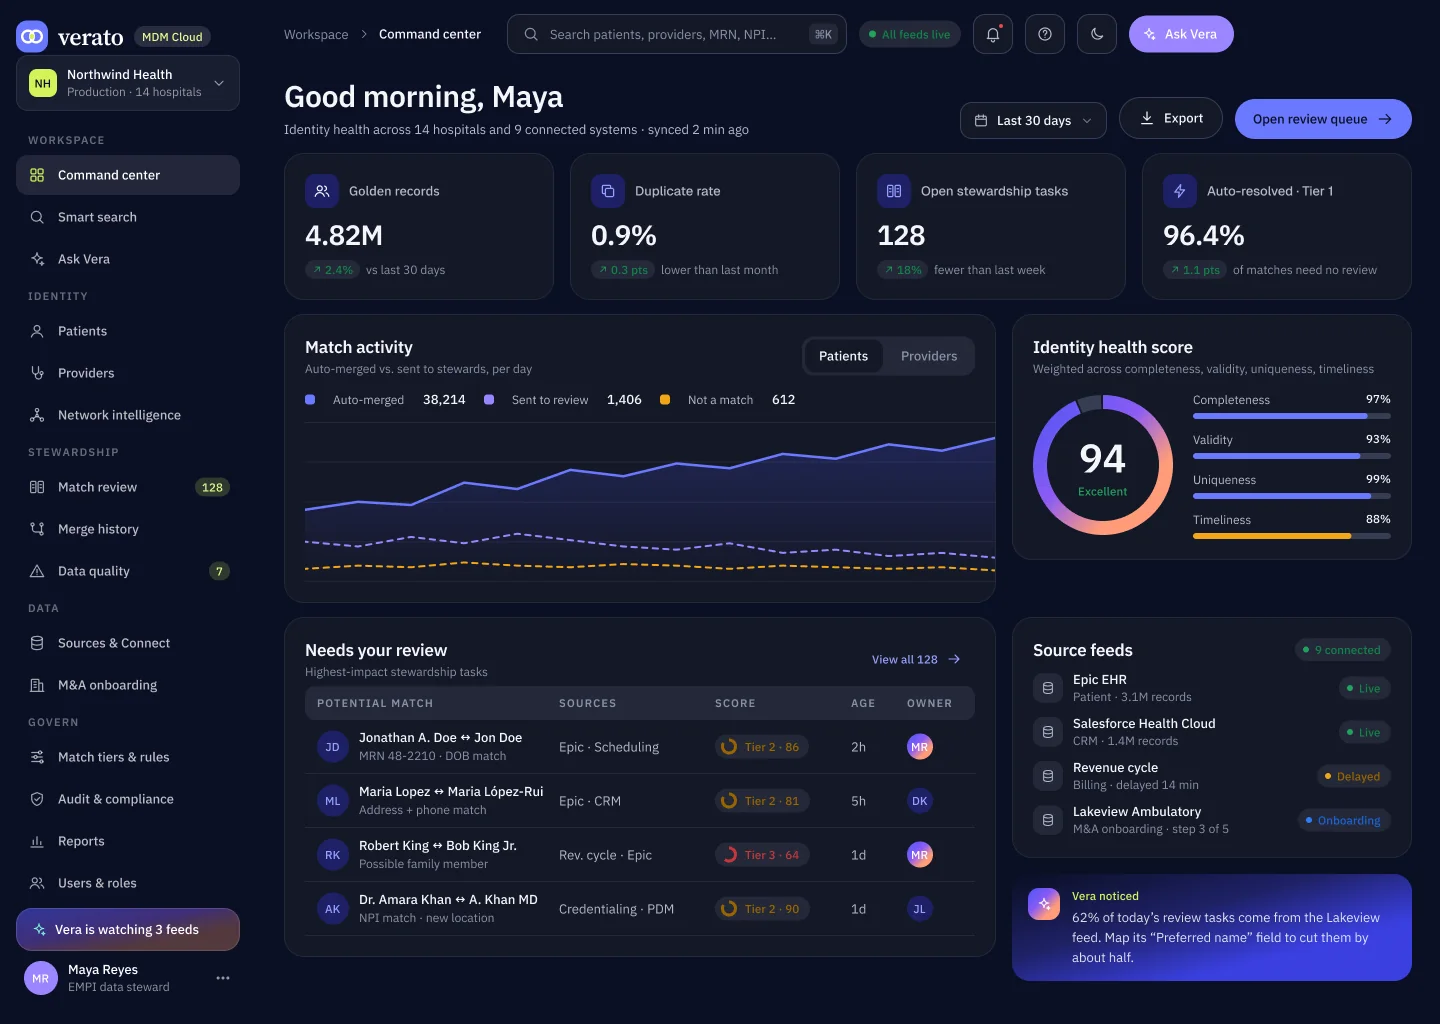 verato
MDM Cloud
NH
Northwind Health
Production · 14 hospitals
WORKSPACE
Command center
Smart search
Ask Vera
IDENTITY
Patients
Providers
Network intelligence
STEWARDSHIP
Match review 128
Merge history
Data quality 7
DATA
Sources & Connect
M&A onboarding
GOVERN
Match tiers & rules
Audit & compliance
Reports
Users & roles
Vera is watching 3 feeds
MR
Maya Reyes
EMPI data steward
Workspace > Command center
Search patients, providers, MRN, NPI... ⌘K
All feeds live
Ask Vera
Good morning, Maya
Identity health across 14 hospitals and 9 connected systems · synced 2 min ago
Last 30 days
Export
Open review queue →
Golden records
4.82M
↗ 2.4% vs last 30 days
Duplicate rate
0.9%
↗ 0.3 pts lower than last month
Open stewardship tasks
128
↗ 18% fewer than last week
Auto-resolved · Tier 1
96.4%
↗ 1.1 pts of matches need no review
Match activity
Auto-merged vs. sent to stewards, per day
Patients Providers
Auto-merged 38,214 Sent to review 1,406 Not a match 612
Identity health score
Weighted across completeness, validity, uniqueness, timeliness
94
Excellent
Completeness 97%
Validity 93%
Uniqueness 99%
Timeliness 88%
Needs your review
Highest-impact stewardship tasks
View all 128 →
POTENTIAL MATCH SOURCES SCORE AGE OWNER
JD Jonathan A. Doe ↔ Jon Doe Epic · Scheduling Tier 2 · 86 2h MR
MRN 48-2210 · DOB match
ML Maria Lopez ↔ Maria López-Rui Epic · CRM Tier 2 · 81 5h DK
Address + phone match
RK Robert King ↔ Bob King Jr. Rev. cycle · Epic Tier 3 · 64 1d MR
Possible family member
AK Dr. Amara Khan ↔ A. Khan MD Credentialing · PDM Tier 2 · 90 1d JL
NPI match · new location
Source feeds
9 connected
Epic EHR Live
Patient · 3.1M records
Salesforce Health Cloud Live
CRM · 1.4M records
Revenue cycle Delayed
Billing · delayed 14 min
Lakeview Ambulatory Onboarding
M&A onboarding · step 3 of 5
Vera noticed
62% of today’s review tasks come from the Lakeview
feed. Map its “Preferred name” field to cut them by
about half.